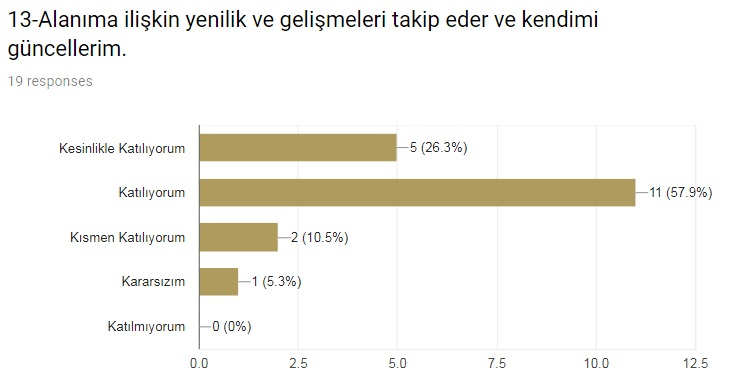 13-Alanıma ilişkin yenilik ve gelişmeleri takip eder ve kendimi
güncellerim.
19 responses
Kesinlikle Katılıyorum 5 (26.3%)
Katılıyorum 11 (57.9%)
Kısmen Katılıyorum 2 (10.5%)
Kararsızım 1 (5.3%)
Katılmıyorum 0 (0%)
0.0 2.5 5.0 7.5 10.0 12.5